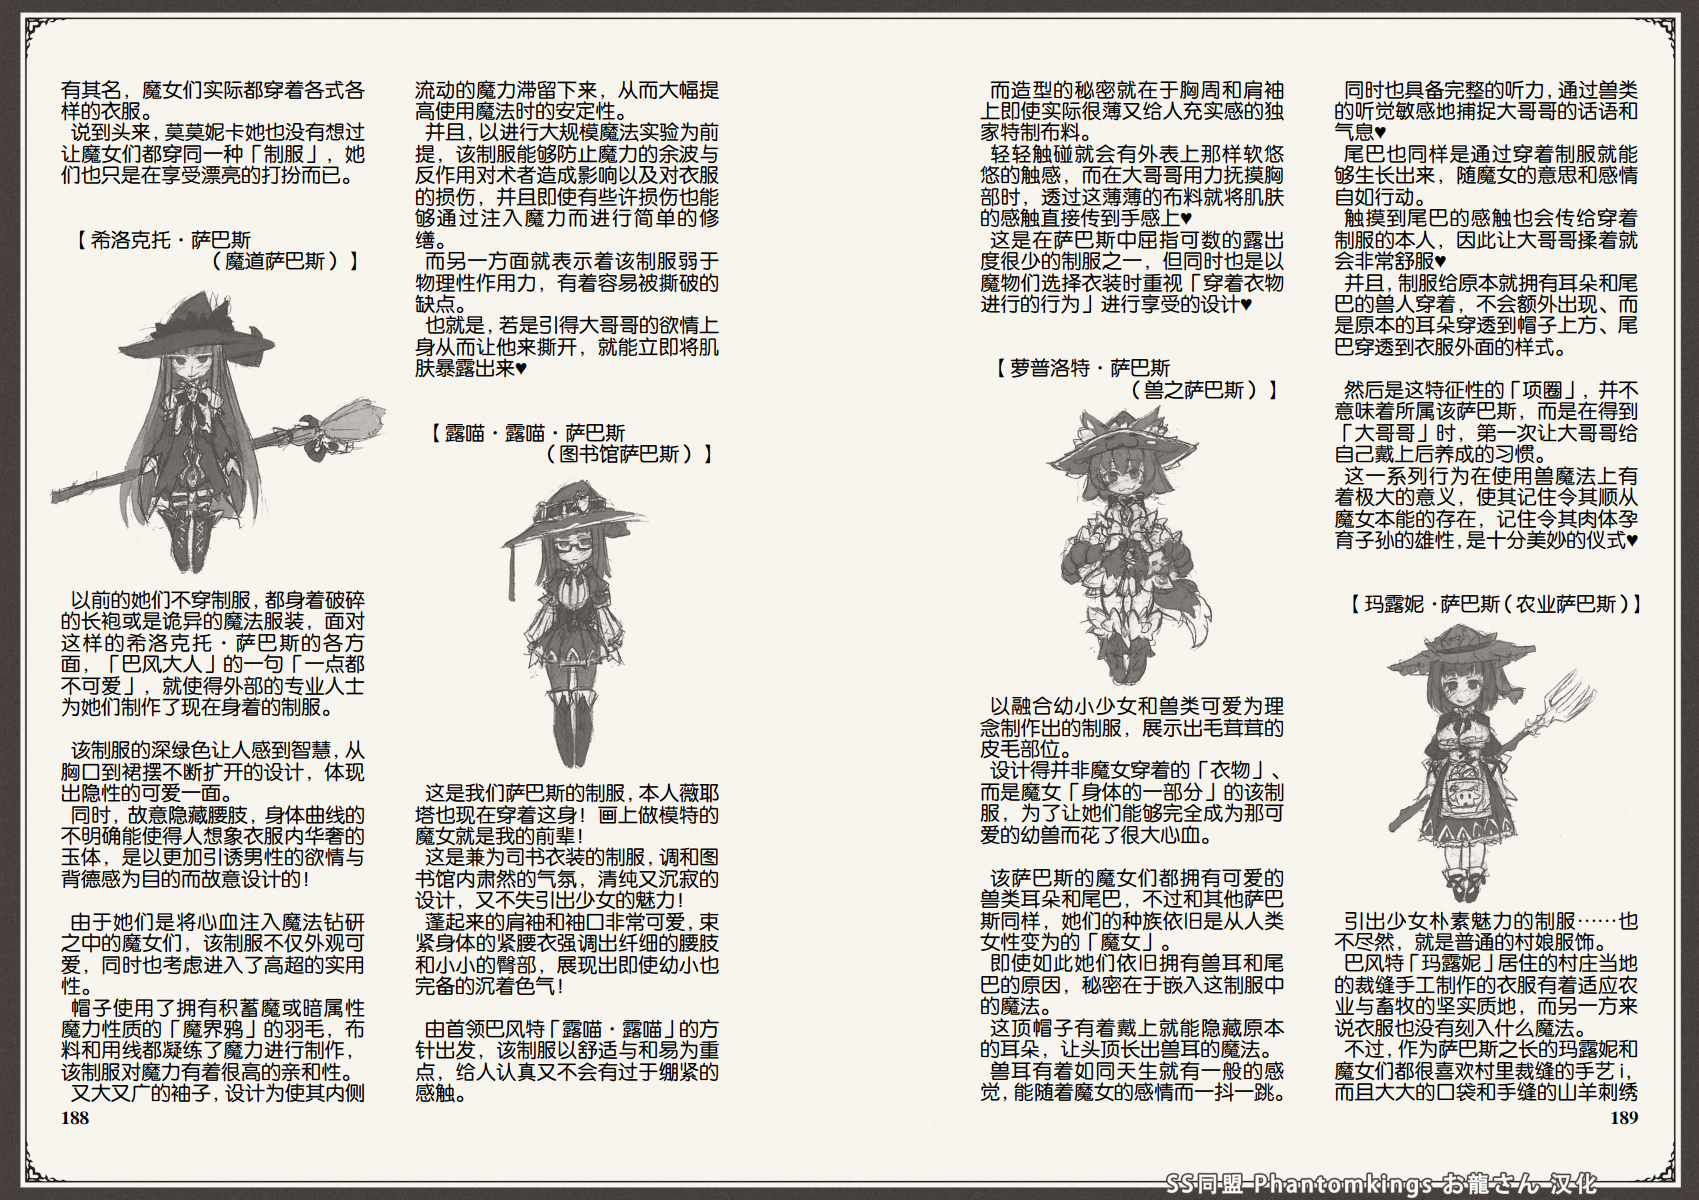 有其名，魔女们实际都穿着各式各
样的衣服。
说到头来，莫莫妮卡她也没有想过
让魔女们都穿同一种「制服」，她
们也只是在享受漂亮的打扮而已。
【希洛克托・萨巴斯
（魔道萨巴斯）】
以前的她们不穿制服，都身着破碎
的长袍或是诡异的魔法服装，面对
这样的希洛克托・萨巴斯的各方
面，「巴风大人」的一句「一点都
不可爱」，就使得外部的专业人士
为她们制作了现在身着的制服。
该制服的深绿色让人感到智慧，从
胸口到裙摆不断扩开的设计，体现
出隐性的可爱一面。
同时，故意隐藏腰肢，身体曲线的
不明确能使得人想象衣服内华奢的
玉体，是以更加引诱男性的欲情与
背德感为目的而故意设计的！
由于她们是将心血注入魔法钻研
之中的魔女们，该制服不仅外观可
爱，同时也考虑进入了高超的实用
性。
帽子使用了拥有积蓄魔或暗属性
魔力性质的「魔界鸦」的羽毛，布
料和用线都凝练了魔力进行制作，
该制服对魔力有着很高的亲和性。
又大又广的袖子，设计为使其内侧
188
流动的魔力滞留下来，从而大幅提
高使用魔法时的安定性。
并且，以进行大规模魔法实验为前
提，该制服能够防止魔力的余波与
反作用对术者造成影响以及对衣服
的损伤，并且即使有些许损伤也能
够通过注入魔力而进行简单的修
缮。
而另一方面就表示着该制服弱于
物理性作用力，有着容易被撕破的
缺点。
也就是，若是引得大哥哥的欲情上
身从而让他来撕开，就能立即将肌
肤暴露出来♥
【露喵・露喵・萨巴斯
（图书馆萨巴斯）】
这是我们萨巴斯的制服，本人薇耶
塔也现在穿着这身！画上做模特的
魔女就是我的前辈！
这是兼为司书衣装的制服，调和图
书馆内肃然的气氛，清纯又沉寂的
设计，又不失引出少女的魅力！
蓬起来的肩袖和袖口非常可爱，束
紧身体的紧腰衣强调出纤细的腰肢
和小小的臀部，展现出即使幼小也
完备的沉着色气！
由首领巴风特「露喵・露喵」的方
针出发，该制服以舒适与和易为重
点，给人认真又不会有过于绷紧的
感触。
而造型的秘密就在于胸周和肩袖
上即使实际很薄又给人充实感的独
家特制布料。
轻轻触碰就会有外表上那样软悠
悠的触感，而在大哥哥用力抚摸胸
部时，透过这薄薄的布料就将肌肤
的感触直接传到手感上♥
这是在萨巴斯中屈指可数的露出
度很少的制服之一，但同时也是以
魔物们选择衣装时重视「穿着衣物
进行的行为」进行享受的设计♥
【萝普洛特・萨巴斯
（兽之萨巴斯）】
以融合幼小少女和兽类可爱为理
念制作出的制服，展示出毛茸茸的
皮毛部位。
设计得并非魔女穿着的「衣物」、
而是魔女「身体的一部分」的该制
服，为了让她们能够完全成为那可
爱的幼兽而花了很大心血。
该萨巴斯的魔女们都拥有可爱的
兽类耳朵和尾巴，不过和其他萨巴
斯同样，她们的种族依旧是从人类
女性变为的「魔女」。
即使如此她们依旧拥有兽耳和尾
巴的原因，秘密在于嵌入这制服中
的魔法。
这顶帽子有着戴上就能隐藏原本
的耳朵，让头顶长出兽耳的魔法。
兽耳有着如同天生就有一般的感
觉，能随着魔女的感情而一抖一跳。
同时也具备完整的听力，通过兽类
的听觉敏感地捕捉大哥哥的话语和
气息♥
尾巴也同样是通过穿着制服就能
够生长出来，随魔女的意思和感情
自如行动。
触摸到尾巴的感触也会传给穿着
制服的本人，因此让大哥哥揉着就
会非常舒服♥
并且，制服给原本就拥有耳朵和尾
巴的兽人穿着，不会额外出现、而
是原本的耳朵穿透到帽子上方、尾
巴穿透到衣服外面的样式。
然后是这特征性的「项圈」，并不
意味着所属该萨巴斯，而是在得到
「大哥哥」时，第一次让大哥哥给
自己戴上后养成的习惯。
这一系列行为在使用兽魔法上有
着极大的意义，使其记住令其顺从
魔女本能的存在，记住令其肉体孕
育子孙的雄性，是十分美妙的仪式♥
【玛露妮・萨巴斯（农业萨巴斯）】
引出少女朴素魅力的制服……也
不尽然，就是普通的村娘服饰。
巴风特「玛露妮」居住的村庄当地
的裁缝手工制作的衣服有着适应农
业与畜牧的坚实质地，而另一方来
说衣服也没有刻入什么魔法。
不过，作为萨巴斯之长的玛露妮和
魔女们都很喜欢村里裁缝的手艺i，
而且大大的口袋和手缝的山羊刺绣
189
SS同盟 Phantomkings お龍さん 汉化